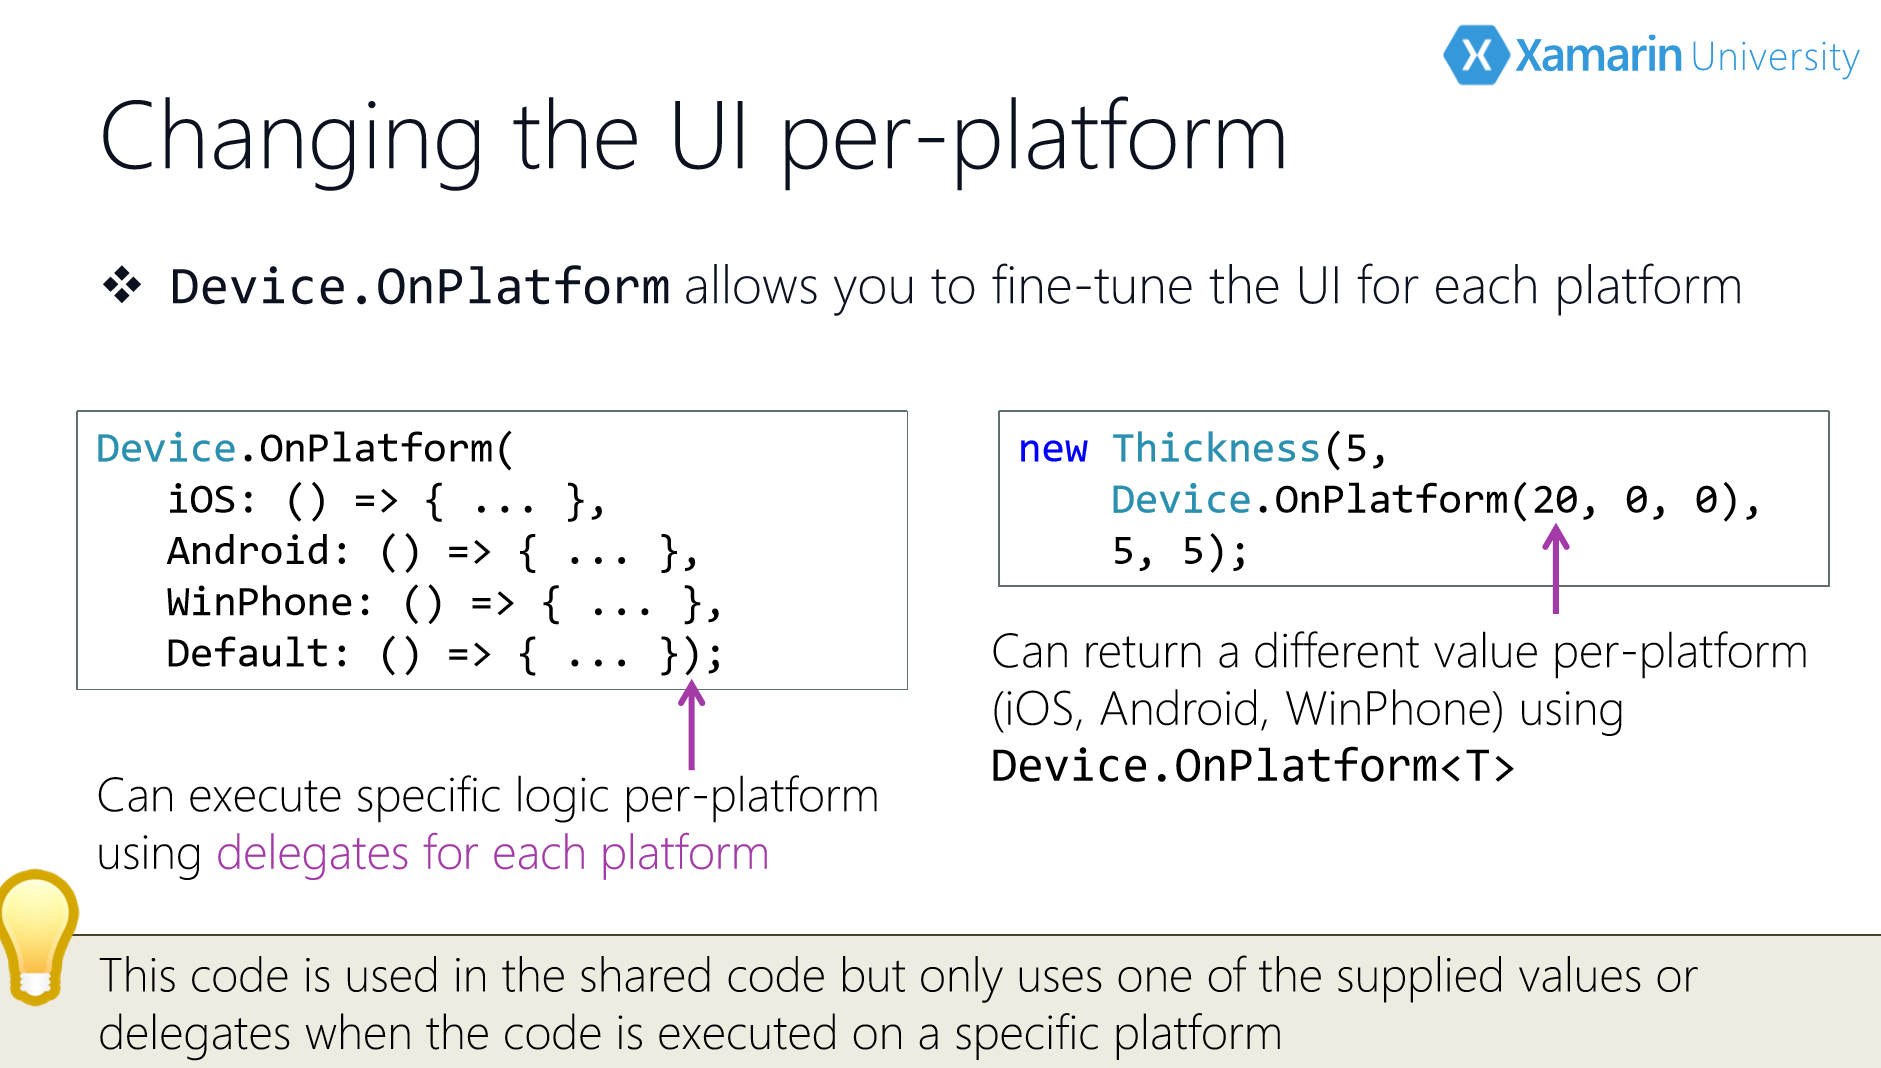 Xamarin University
Changing the UI per-platform
❖ Device.OnPlatform allows you to fine-tune the UI for each platform
Device.OnPlatform(
   iOS: () => { ... },
   Android: () => { ... },
   WinPhone: () => { ... },
   Default: () => { ... });
Can execute specific logic per-platform
using delegates for each platform
new Thickness(5,
    Device.OnPlatform(20, 0, 0),
    5, 5);
Can return a different value per-platform
(iOS, Android, WinPhone) using
Device.OnPlatform<T>
This code is used in the shared code but only uses one of the supplied values or
delegates when the code is executed on a specific platform